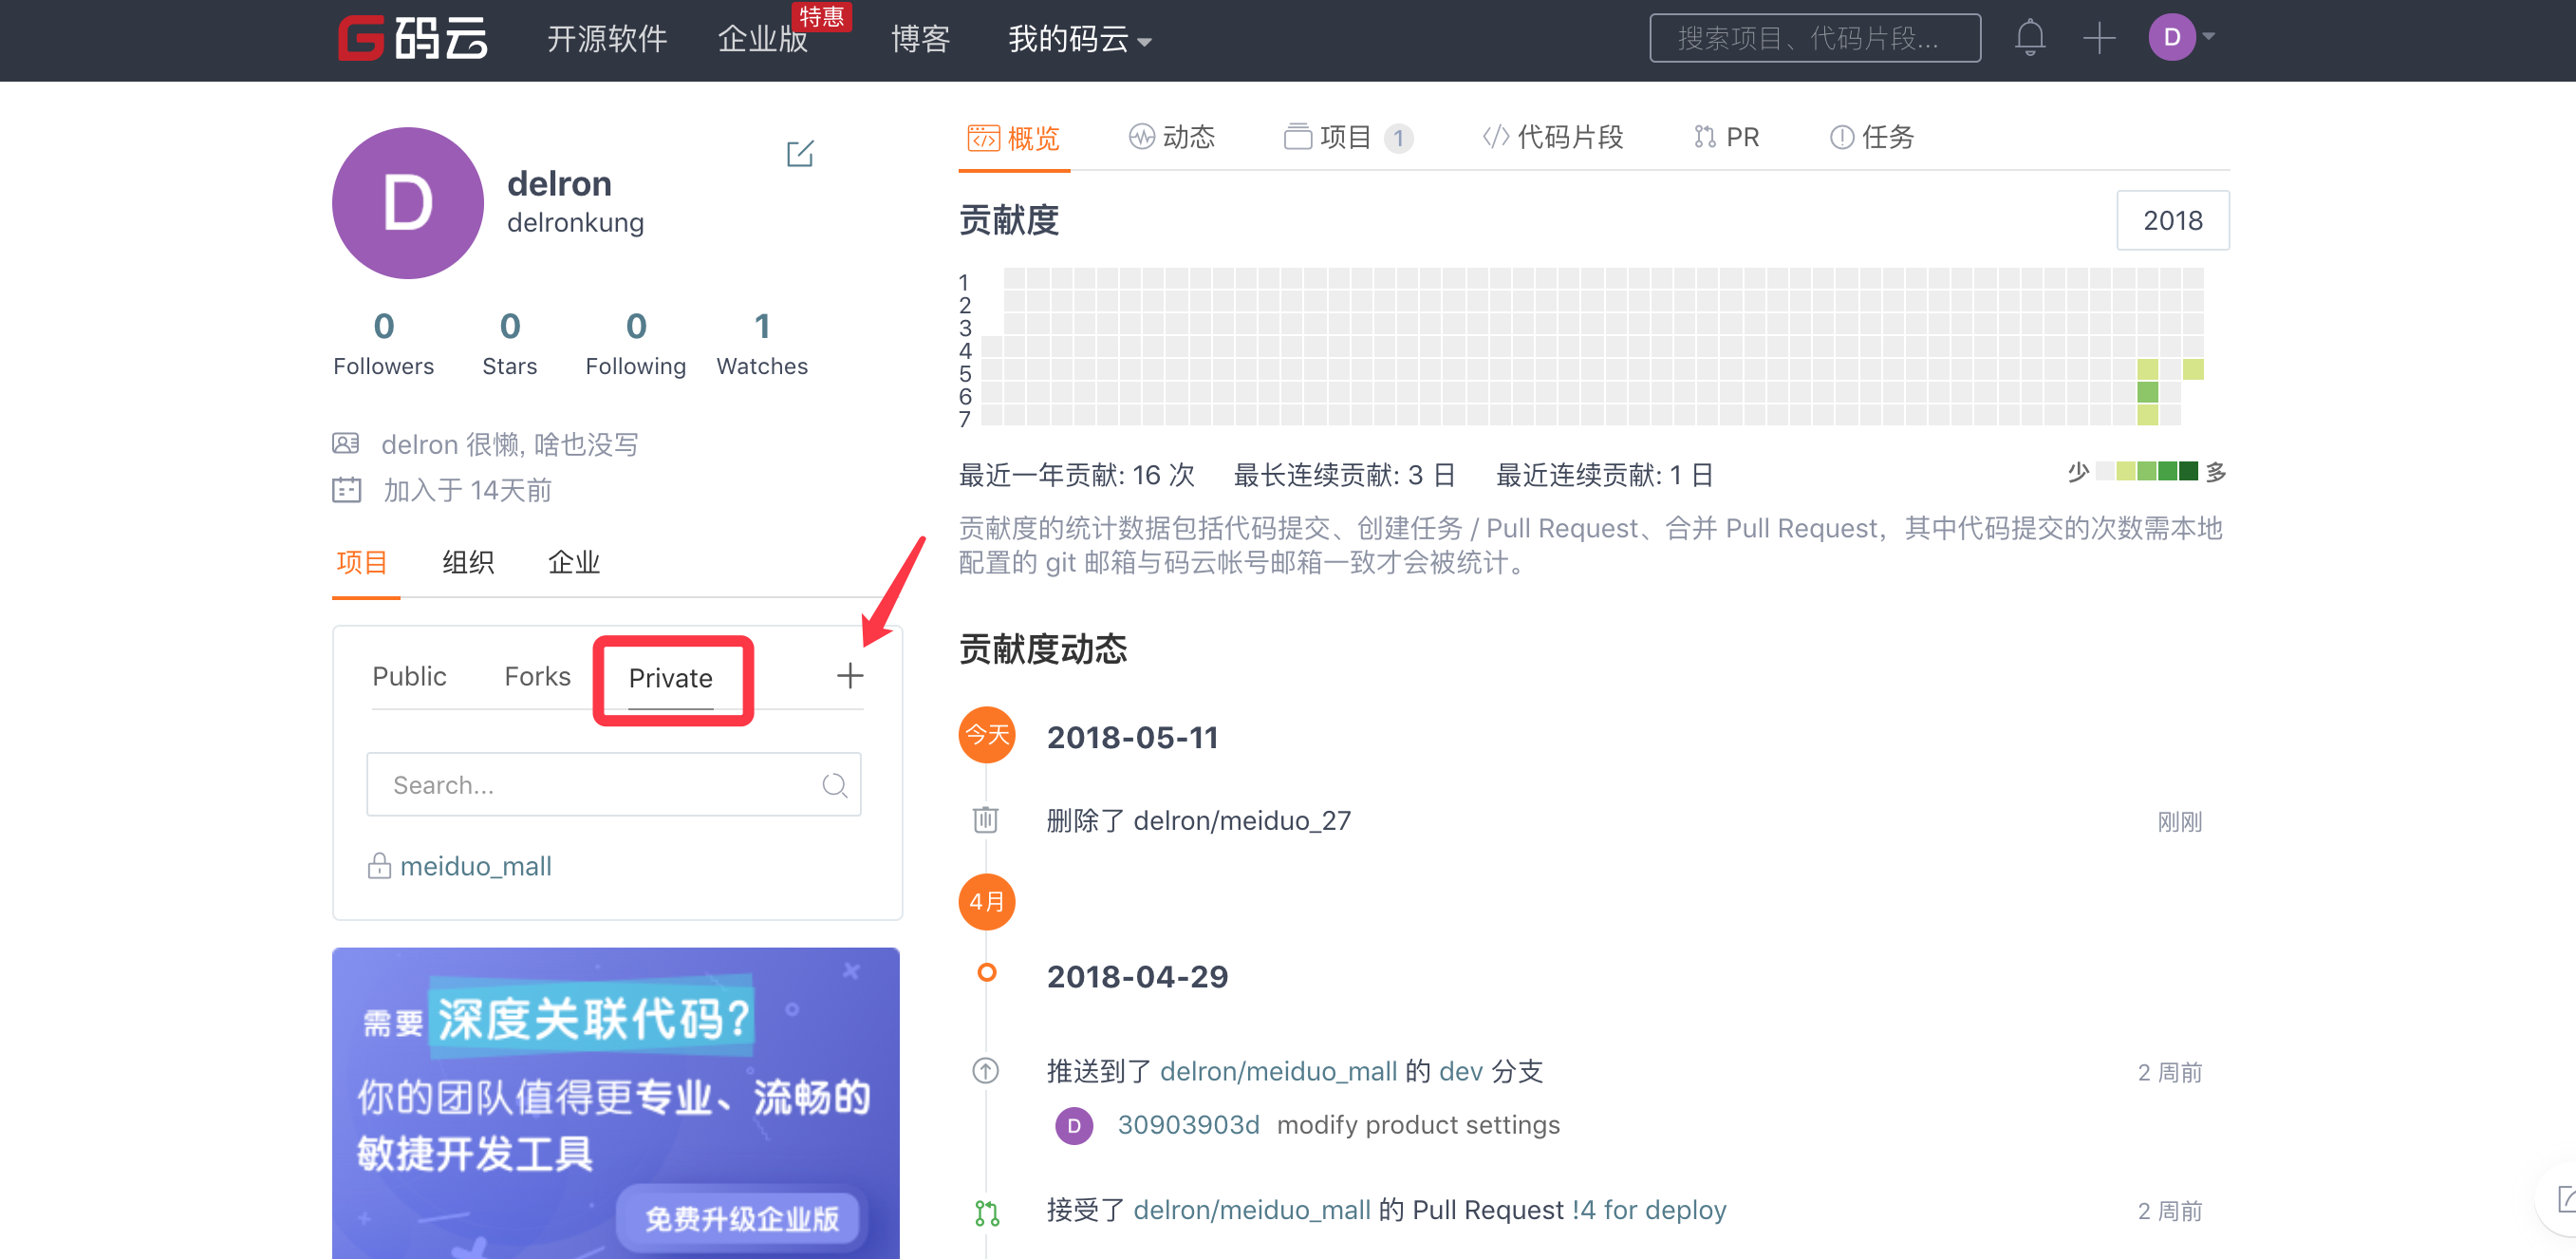 G 码云 开源软件 企业版 特惠 博客 我的码云 搜索项目、代码片段... D
D
delron
delronkung
0 0 0 1
Followers Stars Following Watches
delron 很懒, 啥也没写
加入于 14天前
项目 组织 企业
Public Forks Private
Search...
meiduo_mall
需要 深度关联代码?
你的团队值得更专业、流畅的
敏捷开发工具
免费升级企业版
概览 动态 项目 1 代码片段 PR 任务
贡献度 2018
1
2
3
4
5
6
7
最近一年贡献: 16 次 最长连续贡献: 3 日 最近连续贡献: 1 日 少 多
贡献度的统计数据包括代码提交、创建任务 / Pull Request、合并 Pull Request，其中代码提交的次数需本地
配置的 git 邮箱与码云帐号邮箱一致才会被统计。
贡献度动态
今天 2018-05-11
删除了 delron/meiduo_27 刚刚
4月
2018-04-29
推送到了 delron/meiduo_mall 的 dev 分支 2 周前
D 30903903d modify product settings
接受了 delron/meiduo_mall 的 Pull Request !4 for deploy 2 周前